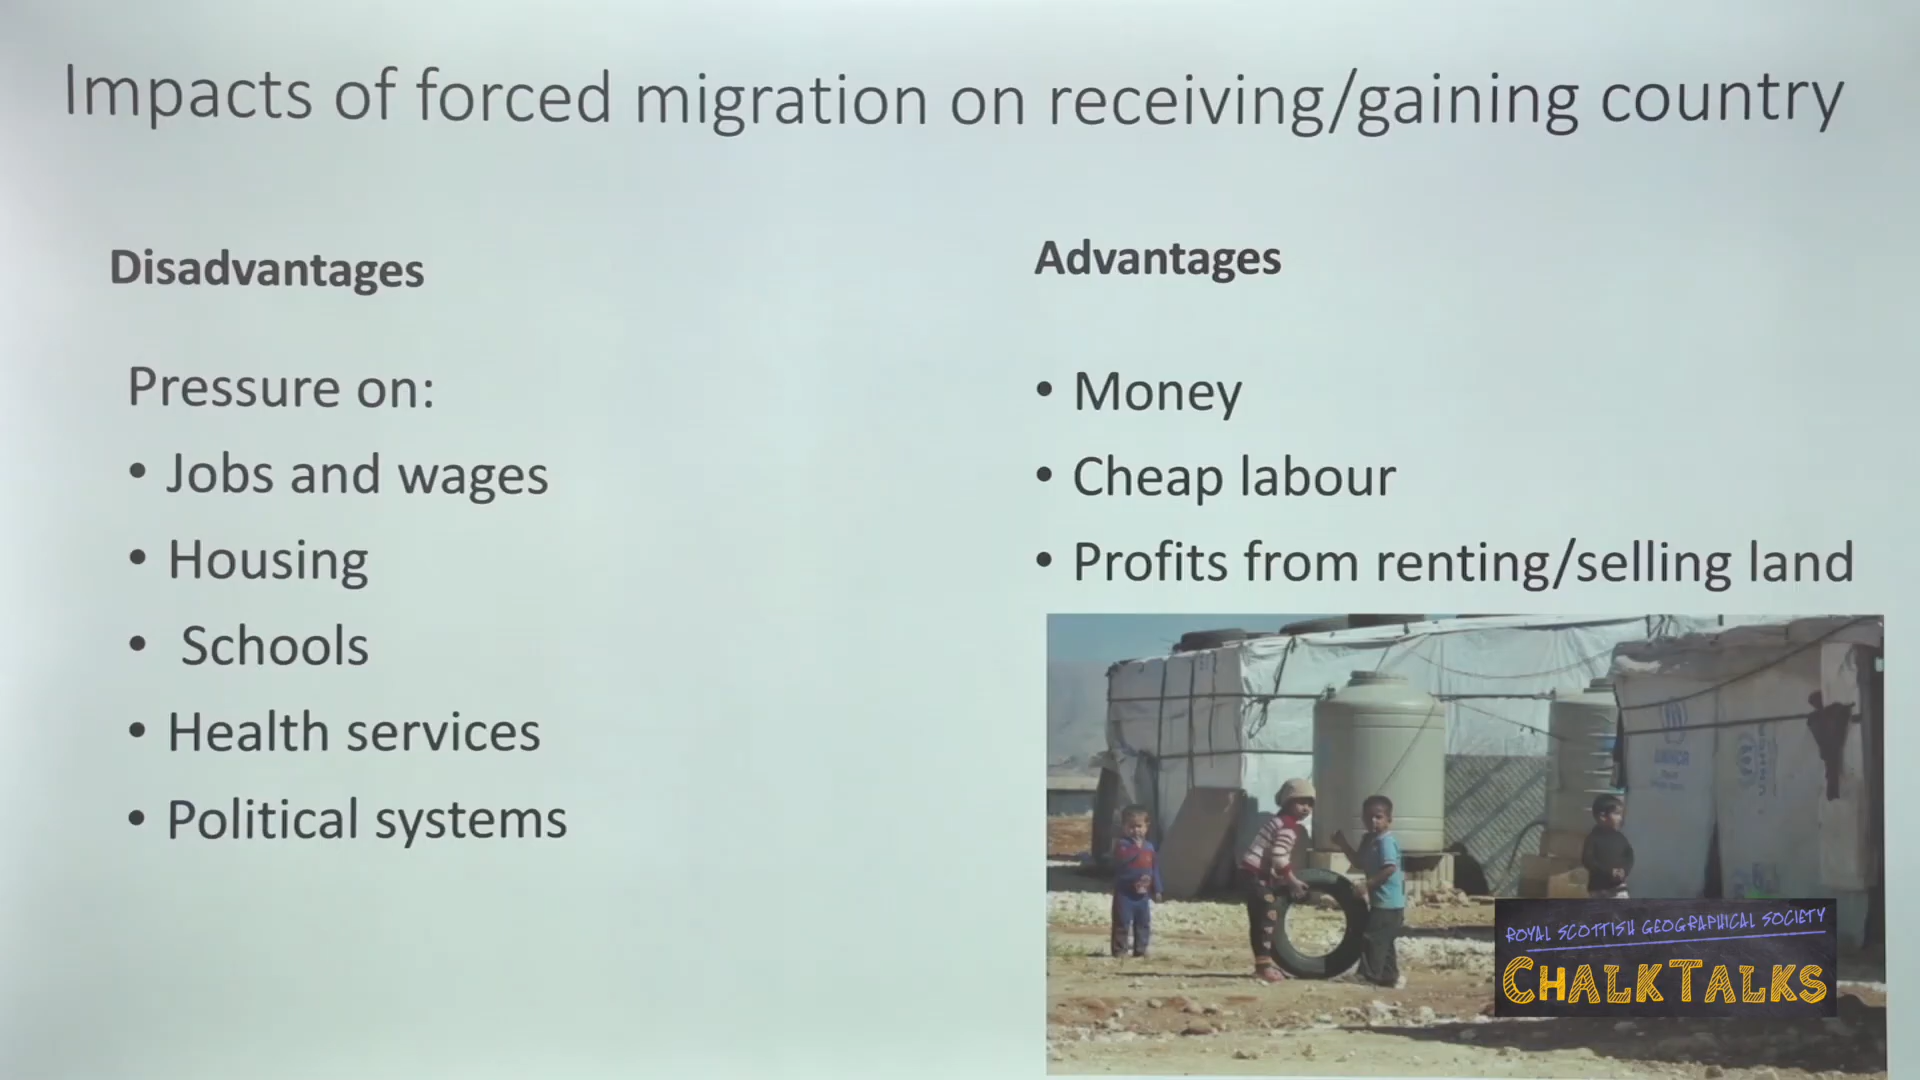 Impacts of forced migration on receiving/gaining country
Disadvantages
Pressure on:
• Jobs and wages
• Housing
• Schools
• Health services
• Political systems
Advantages
• Money
• Cheap labour
• Profits from renting/selling land
UNHCR
ROYAL SCOTTISH GEOGRAPHICAL SOCIETY
CHALKTALKS